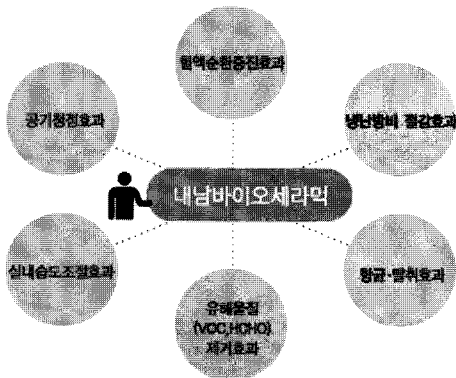 혈액순환증진효과
공기청정효과
냉난방비 절감효과
내남바이오세라믹
실내습도조절효과
항균·탈취효과
유해물질
(VOC,HCHO)
제거효과